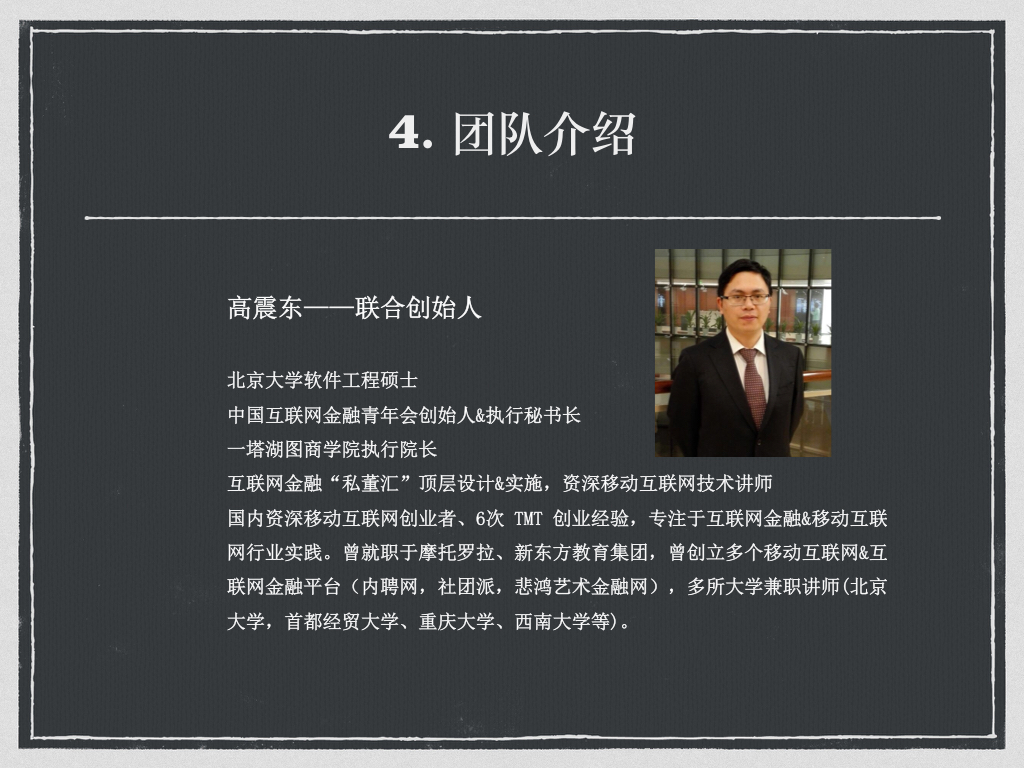 4. 团队介绍
高震东——联合创始人
北京大学软件工程硕士
中国互联网金融青年会创始人&执行秘书长
一塔湖图商学院执行院长
互联网金融“私董汇”顶层设计&实施，资深移动互联网技术讲师
国内资深移动互联网创业者、6次 TMT 创业经验，专注于互联网金融&移动互联
网行业实践。曾就职于摩托罗拉、新东方教育集团，曾创立多个移动互联网&互
联网金融平台（内聘网，社团派，悲鸿艺术金融网），多所大学兼职讲师(北京
大学，首都经贸大学、重庆大学、西南大学等)。